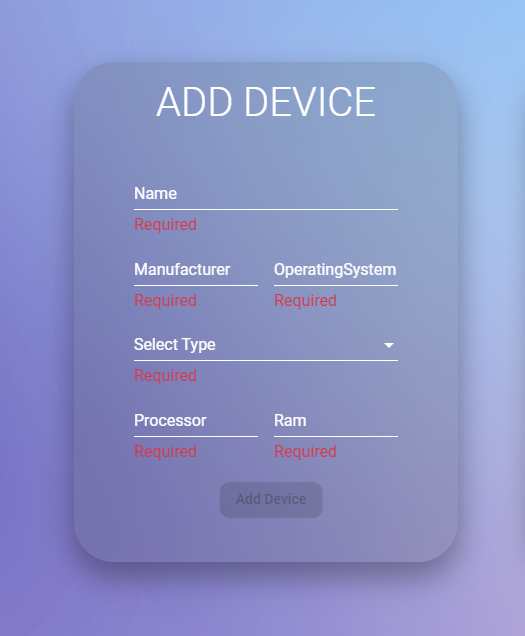 ADD DEVICE
Name
Required
Manufacturer OperatingSystem
Required Required
Select Type
Required
Processor Ram
Required Required
Add Device